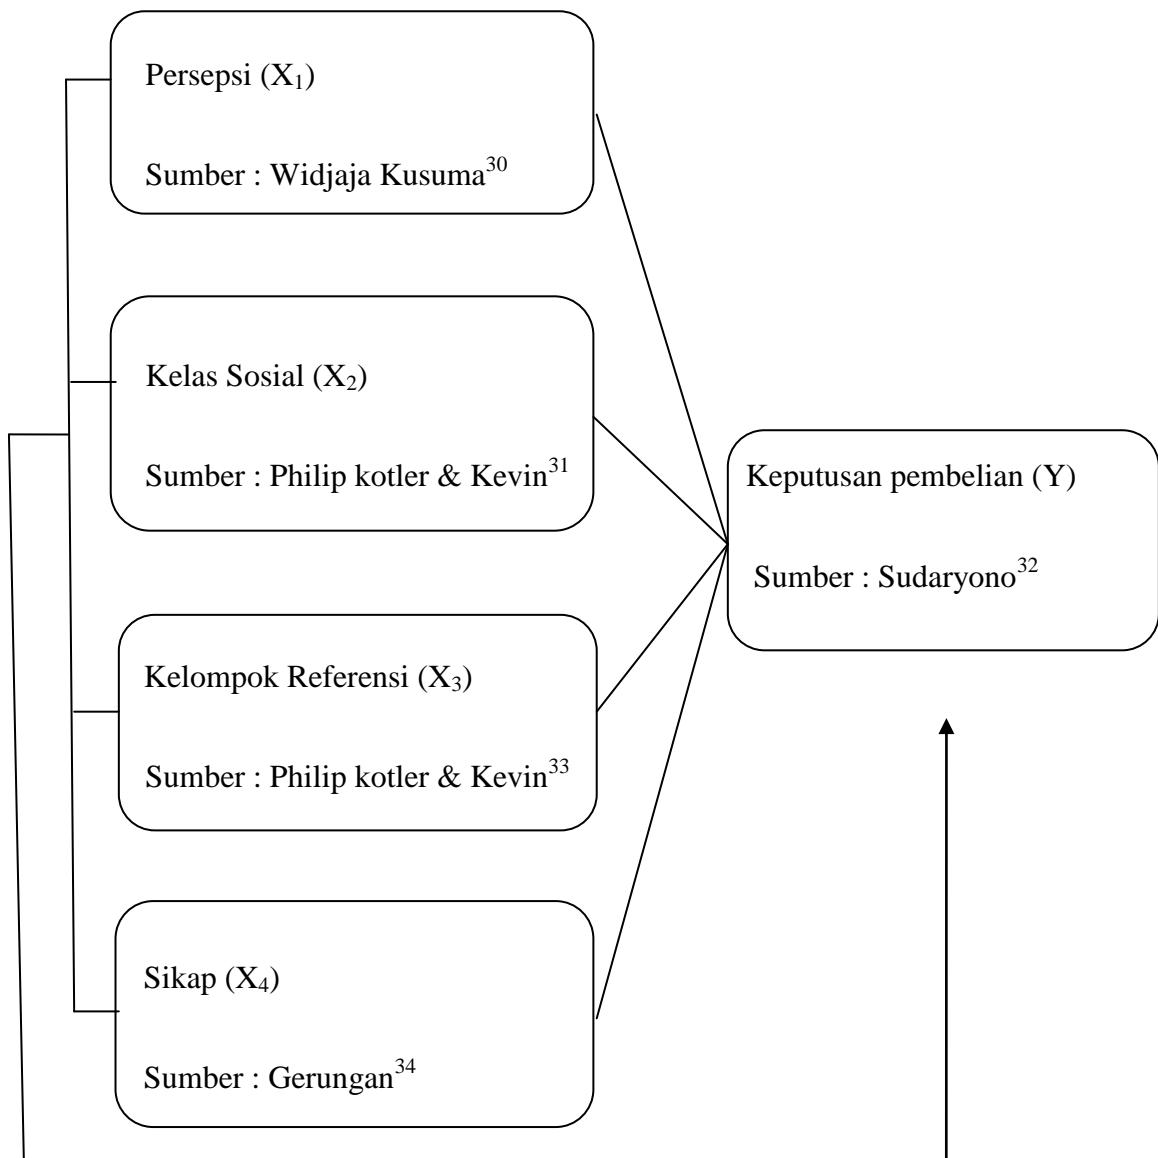 Persepsi (X₁)
Sumber : Widjaja Kusuma³⁰
Kelas Sosial (X₂)
Sumber : Philip kotler & Kevin³¹
Keputusan pembelian (Y)
Sumber : Sudaryono³²
Kelompok Referensi (X₃)
Sumber : Philip kotler & Kevin³³
Sikap (X₄)
Sumber : Gerungan³⁴